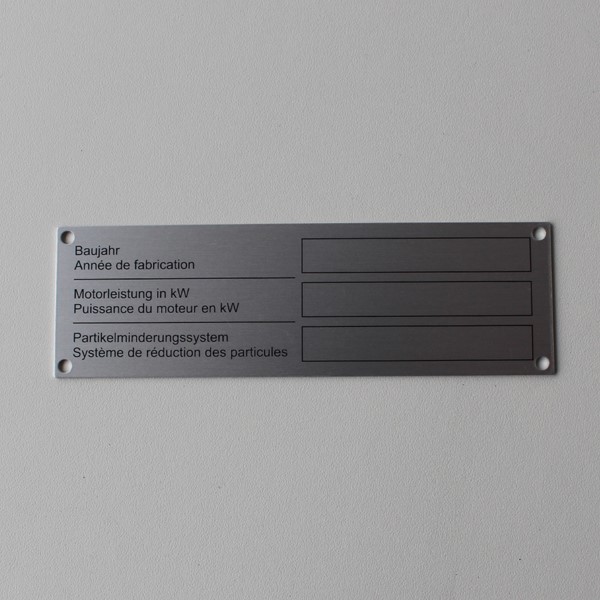 Baujahr
Année de fabrication
Motorleistung in kW
Puissance du moteur en kW
Partikelminderungssystem
Système de réduction des particules